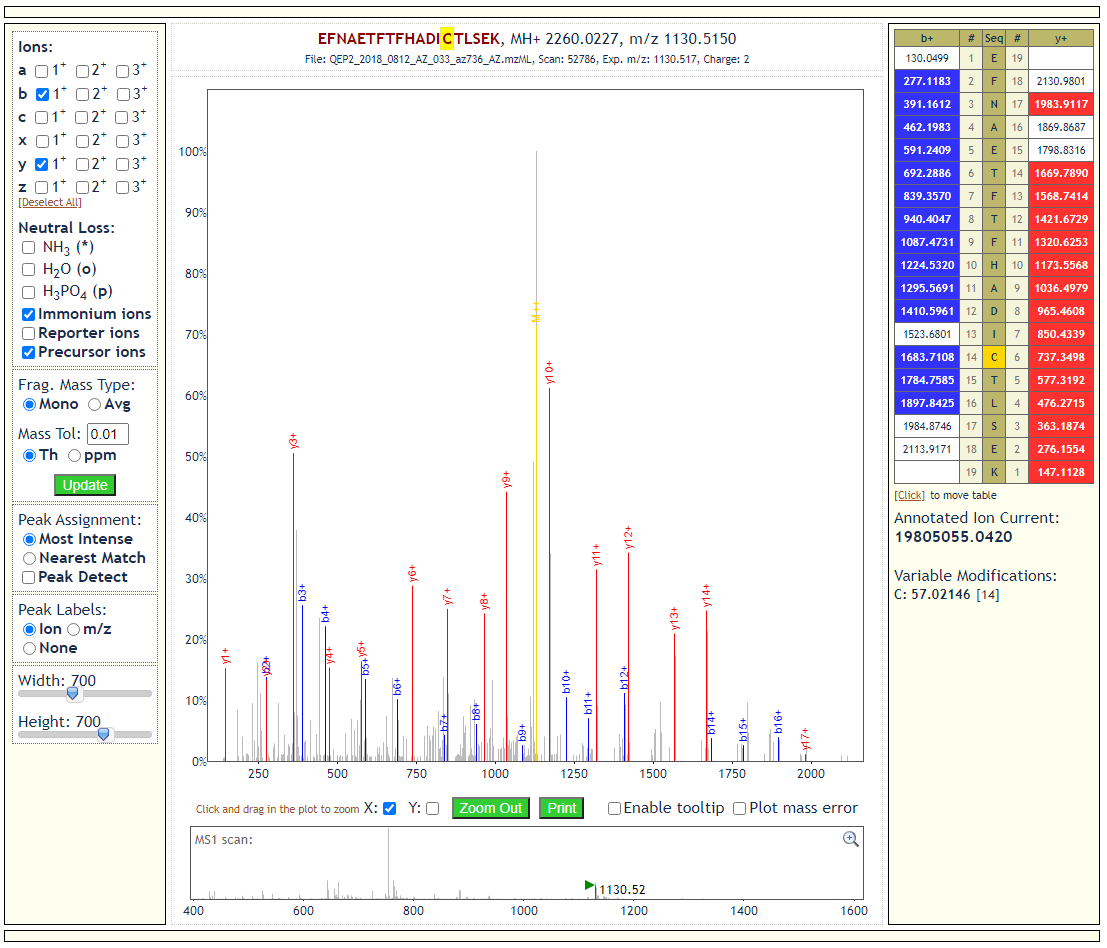 Ions:
a 1+ 2+ 3+
b 1+ 2+ 3+
c 1+ 2+ 3+
x 1+ 2+ 3+
y 1+ 2+ 3+
z 1+ 2+ 3+
[Deselect All]
Neutral Loss:
NH3 (*)
H2O (o)
H3PO4 (p)
Immonium ions
Reporter ions
Precursor ions
Frag. Mass Type:
Mono Avg
Mass Tol: 0.01
Th ppm
Update
Peak Assignment:
Most Intense
Nearest Match
Peak Detect
Peak Labels:
Ion m/z
None
Width: 700
Height: 700
EFNAETFTFHADICTLSEK, MH+ 2260.0227, m/z 1130.5150
File: QEP2_2018_0812_AZ_033_az736_AZ.mzML, Scan: 52786, Exp. m/z: 1130.517, Charge: 2
100%
90%
80%
70%
60%
50%
40%
30%
20%
10%
0%
y1+
b2+
y2+
y3+
b3+
b4+
y4+
y5+
b5+
b6+
y6+
b7+
y7+
b8+
y8+
y9+
b9+
M++
y10+
b10+
b11+
y11+
b12+
y12+
y13+
y14+
b14+
b15+
b16+
y17+
250 500 750 1000 1250 1500 1750 2000
Click and drag in the plot to zoom X: Y: Zoom Out Print Enable tooltip Plot mass error
MS1 scan:
1130.52
400 600 800 1000 1200 1400 1600
b+ # Seq # y+
130.0499 1 E 19
277.1183 2 F 18 2130.9801
391.1612 3 N 17 1983.9117
462.1983 4 A 16 1869.8687
591.2409 5 E 15 1798.8316
692.2886 6 T 14 1669.7890
839.3570 7 F 13 1568.7414
940.4047 8 T 12 1421.6729
1087.4731 9 F 11 1320.6253
1224.5320 10 H 10 1173.5568
1295.5691 11 A 9 1036.4979
1410.5961 12 D 8 965.4608
1523.6801 13 I 7 850.4339
1683.7108 14 C 6 737.3498
1784.7585 15 T 5 577.3192
1897.8425 16 L 4 476.2715
1984.8746 17 S 3 363.1874
2113.9171 18 E 2 276.1554
19 K 1 147.1128
[Click] to move table
Annotated Ion Current:
19805055.0420
Variable Modifications:
C: 57.02146 [14]